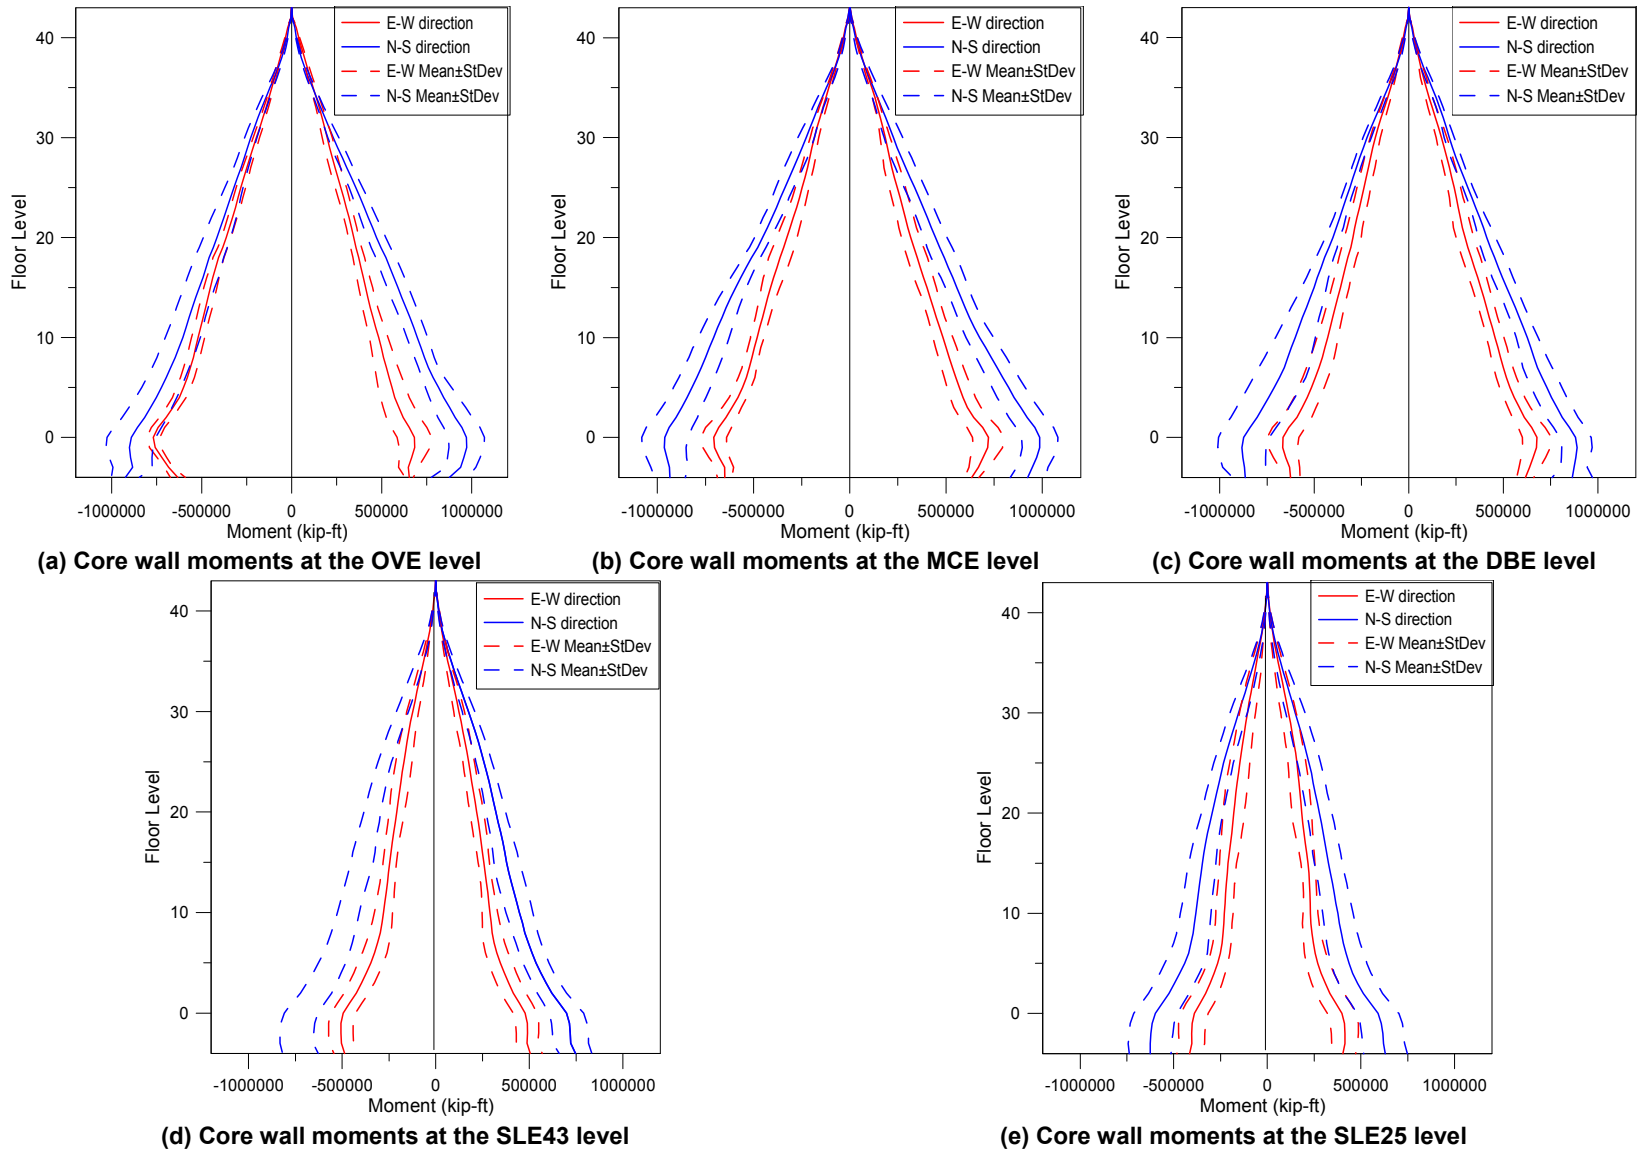 E-W direction
N-S direction
E-W Mean±StDev
N-S Mean±StDev
40
30
20
10
0
Floor Level
-1000000 -500000 0 500000 1000000
Moment (kip-ft)
(a) Core wall moments at the OVE level
E-W direction
N-S direction
E-W Mean±StDev
N-S Mean±StDev
40
30
20
10
0
Floor Level
-1000000 -500000 0 500000 1000000
Moment (kip-ft)
(b) Core wall moments at the MCE level
E-W direction
N-S direction
E-W Mean±StDev
N-S Mean±StDev
40
30
20
10
0
Floor Level
-1000000 -500000 0 500000 1000000
Moment (kip-ft)
(c) Core wall moments at the DBE level
E-W direction
N-S direction
E-W Mean±StDev
N-S Mean±StDev
40
30
20
10
0
Floor Level
-1000000 -500000 0 500000 1000000
Moment (kip-ft)
(d) Core wall moments at the SLE43 level
E-W direction
N-S direction
E-W Mean±StDev
N-S Mean±StDev
40
30
20
10
0
Floor Level
-1000000 -500000 0 500000 1000000
Moment (kip-ft)
(e) Core wall moments at the SLE25 level